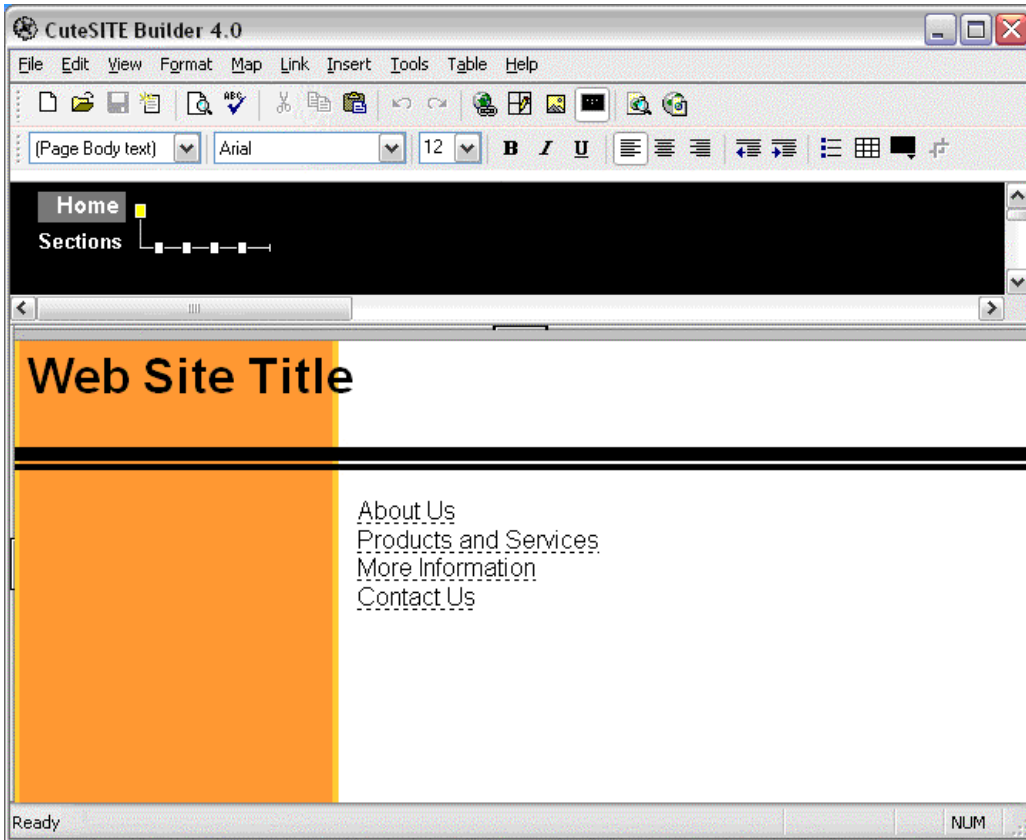 CuteSITE Builder 4.0
File Edit View Format Map Link Insert Tools Table Help
ABC
(Page Body text) Arial 12 B I U
Home
Sections
Web Site Title
About Us
Products and Services
More Information
Contact Us
Ready NUM